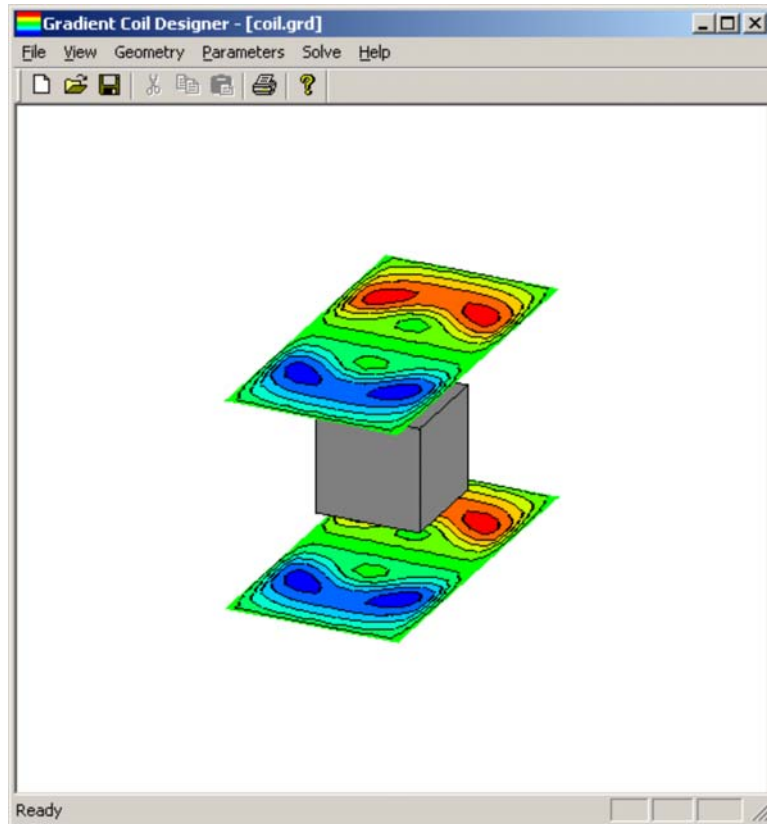 Gradient Coil Designer - [coil.grd]
File View Geometry Parameters Solve Help
Ready